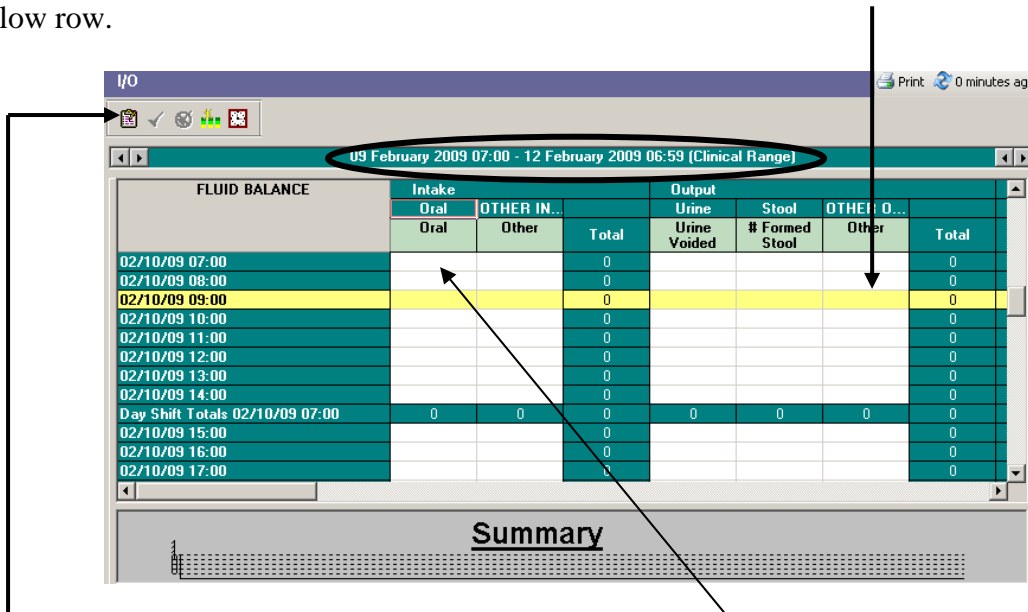 low row.
I/O
Print 0 minutes ag
09 February 2009 07:00 - 12 February 2009 06:59 (Clinical Range)
FLUID BALANCE Intake Output
Oral OTHER IN... Urine Stool OTHER O...
Oral Other Total Urine Voided # Formed Stool Other Total
02/10/09 07:00 0 0
02/10/09 08:00 0 0
02/10/09 09:00 0 0
02/10/09 10:00 0 0
02/10/09 11:00 0 0
02/10/09 12:00 0 0
02/10/09 13:00 0 0
02/10/09 14:00 0 0
Day Shift Totals 02/10/09 07:00 0 0 0 0 0 0 0
02/10/09 15:00 0 0
02/10/09 16:00 0 0
02/10/09 17:00 0 0
Summary